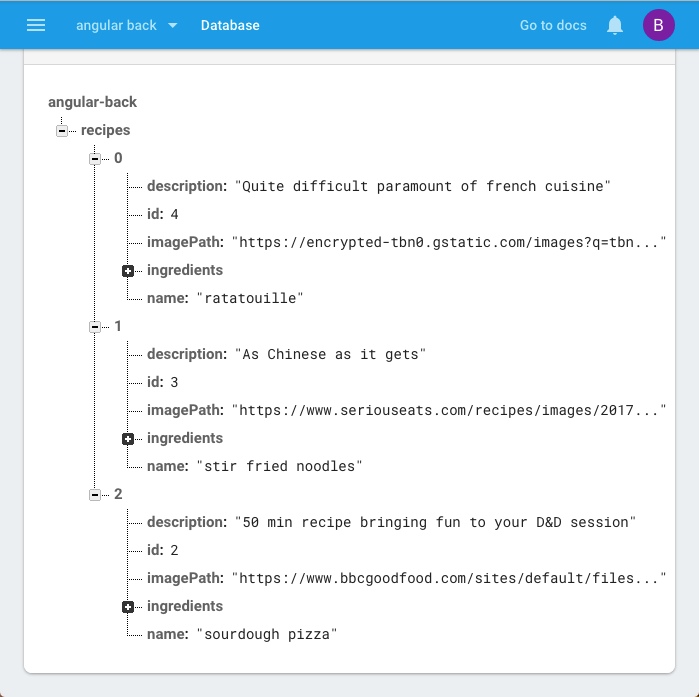 angular back Database Go to docs B
angular-back
recipes
0
description: "Quite difficult paramount of french cuisine"
id: 4
imagePath: "https://encrypted-tbn0.gstatic.com/images?q=tbn..."
ingredients
name: "ratatouille"
1
description: "As Chinese as it gets"
id: 3
imagePath: "https://www.seriouseats.com/recipes/images/2017..."
ingredients
name: "stir fried noodles"
2
description: "50 min recipe bringing fun to your D&D session"
id: 2
imagePath: "https://www.bbcgoodfood.com/sites/default/files..."
ingredients
name: "sourdough pizza"